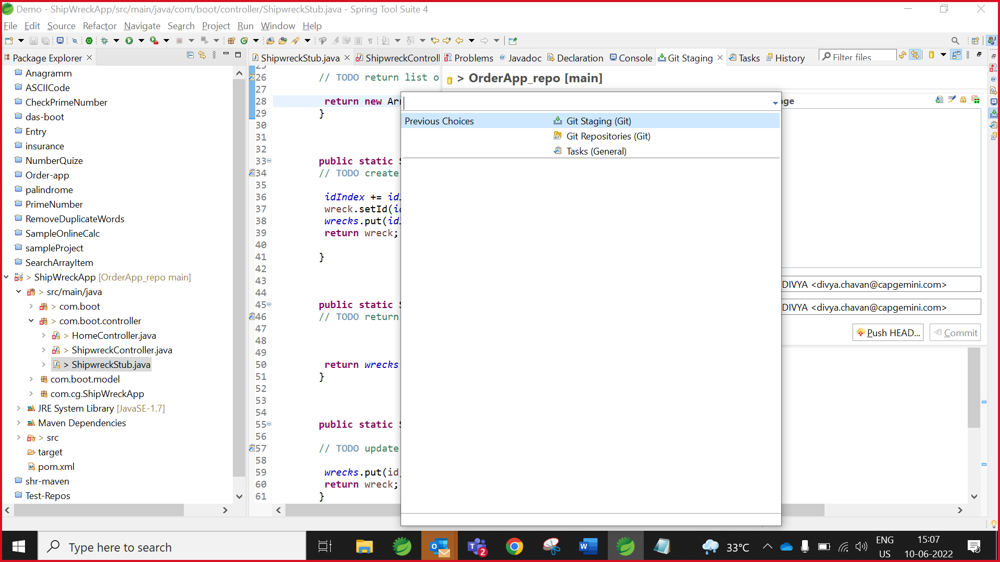 Demo - ShipWreckApp/src/main/java/com/boot/controller/ShipwreckStub.java - Spring Tool Suite 4
File Edit Source Refactor Navigate Search Project Run Window Help
Package Explorer
Anagramm
ASCIICode
CheckPrimeNumber
das-boot
Entry
insurance
NumberQuize
Order-app
palindrome
PrimeNumber
RemoveDuplicateWords
SampleOnlineCalc
sampleProject
SearchArrayItem
> ShipWreckApp [OrderApp_repo main]
> src/main/java
> com.boot
> com.boot.controller
> HomeController.java
> ShipwreckController.java
> ShipwreckStub.java
com.boot.model
com.cg.ShipWreckApp
JRE System Library [JavaSE-1.7]
Maven Dependencies
> src
target
pom.xml
shr-maven
Test-Repos
ShipwreckStub.java ShipwreckControll
25
26 // TODO return list o
27
28 return new Arr
29 }
30
31
32
33 public static S
34 // TODO create
35
36 idIndex += idI
37 wreck.setId(id
38 wrecks.put(idI
39 return wreck;
40
41 }
42
43
44
45 public static S
46 // TODO return
47
48
49
50 return wrecks
51 }
52
53
54
55 public static S
56
57 // TODO update
58
59 wrecks.put(id,
60 return wreck;
61 }
Problems Javadoc Declaration Console Git Staging Tasks History Filter files
> OrderApp_repo [main]
nge
Previous Choices Git Staging (Git)
Git Repositories (Git)
Tasks (General)
DIVYA <divya.chavan@capgemini.com>
DIVYA <divya.chavan@capgemini.com>
Push HEAD... Commit
Type here to search
2
33°C
ENG
US
15:07
10-06-2022